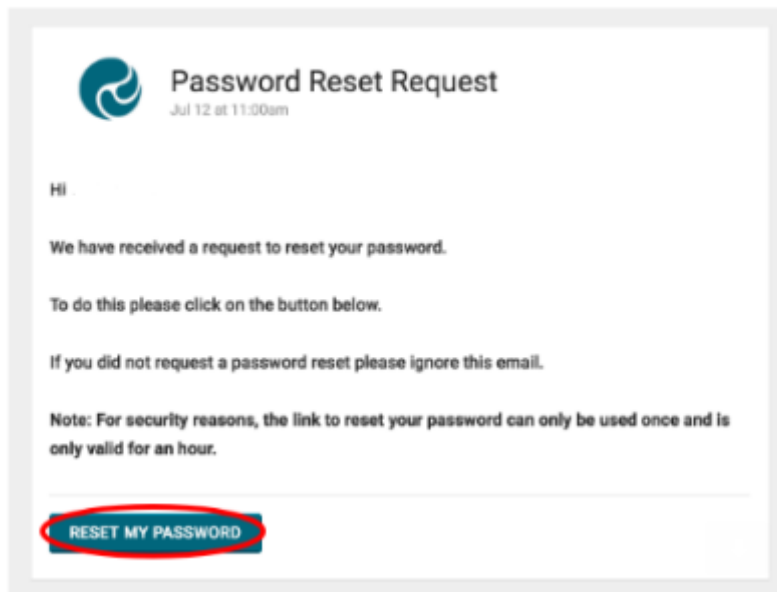 Password Reset Request
Jul 12 at 11:00am
Hi
We have received a request to reset your password.
To do this please click on the button below.
If you did not request a password reset please ignore this email.
Note: For security reasons, the link to reset your password can only be used once and is
only valid for an hour.
RESET MY PASSWORD